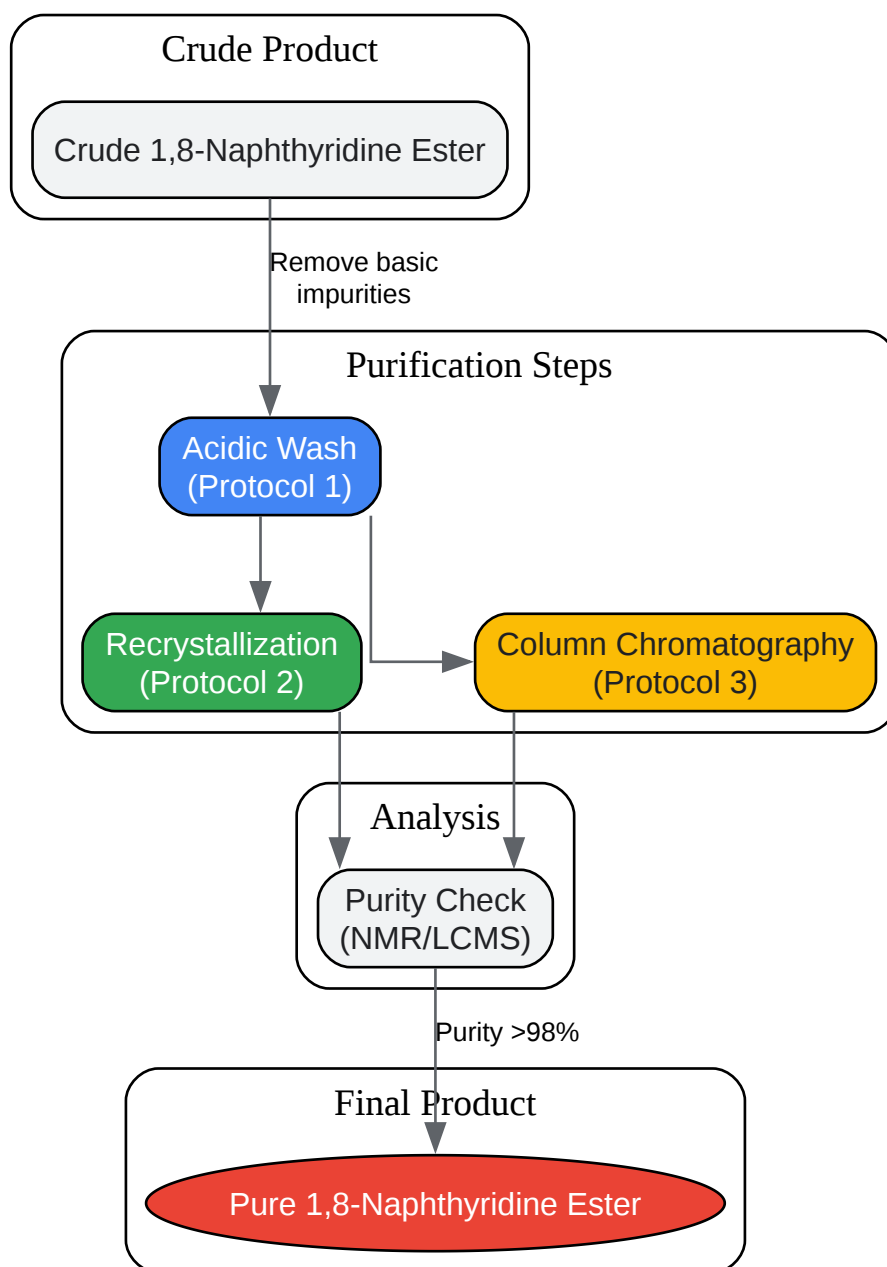 Crude Product
Crude 1,8-Naphthyridine Ester
Remove basic
impurities
Purification Steps
Acidic Wash
(Protocol 1)
Recrystallization
(Protocol 2)
Column Chromatography
(Protocol 3)
Analysis
Purity Check
(NMR/LCMS)
Purity >98%
Final Product
Pure 1,8-Naphthyridine Ester